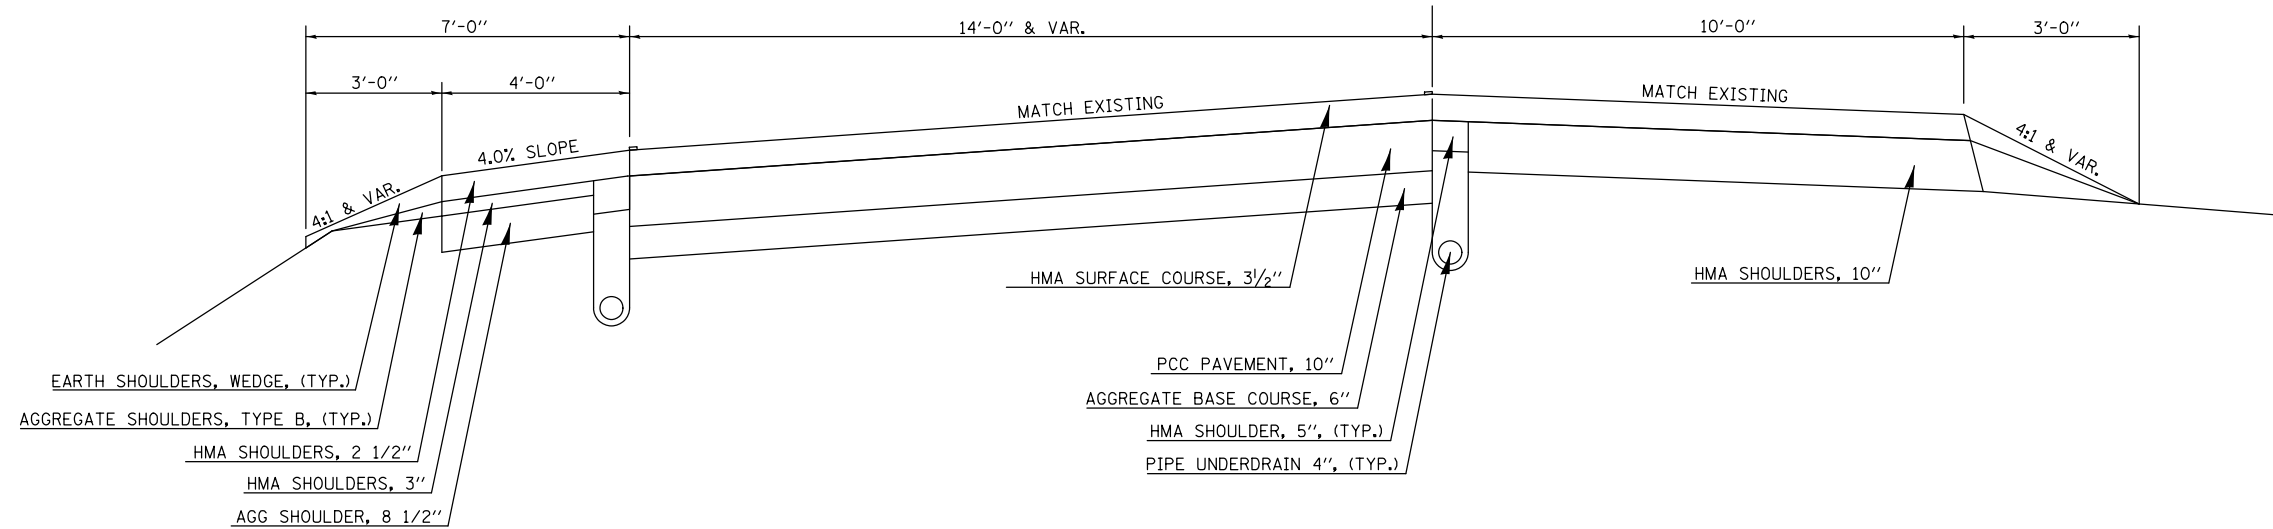 7'-0"
14'-0" & VAR.
10'-0"
3'-0"
3'-0"
4'-0"
MATCH EXISTING
MATCH EXISTING
4.0% SLOPE
4:1 & VAR.
4:1 & VAR.
HMA SURFACE COURSE, 3½"
HMA SHOULDERS, 10"
PCC PAVEMENT, 10"
EARTH SHOULDERS, WEDGE, (TYP.)
AGGREGATE BASE COURSE, 6"
AGGREGATE SHOULDERS, TYPE B, (TYP.)
HMA SHOULDER, 5", (TYP.)
HMA SHOULDERS, 2 1/2"
PIPE UNDERDRAIN 4", (TYP.)
HMA SHOULDERS, 3"
AGG SHOULDER, 8 1/2"